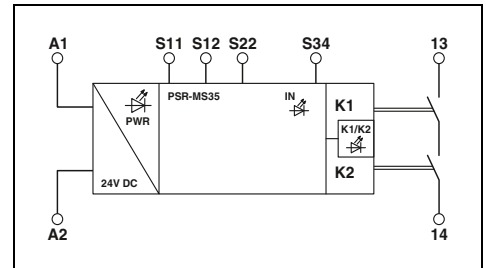 A1 S11 S12 S22 S34 13
PSR-MS35 IN K1
PWR K1/K2
K2
24V DC
A2 14